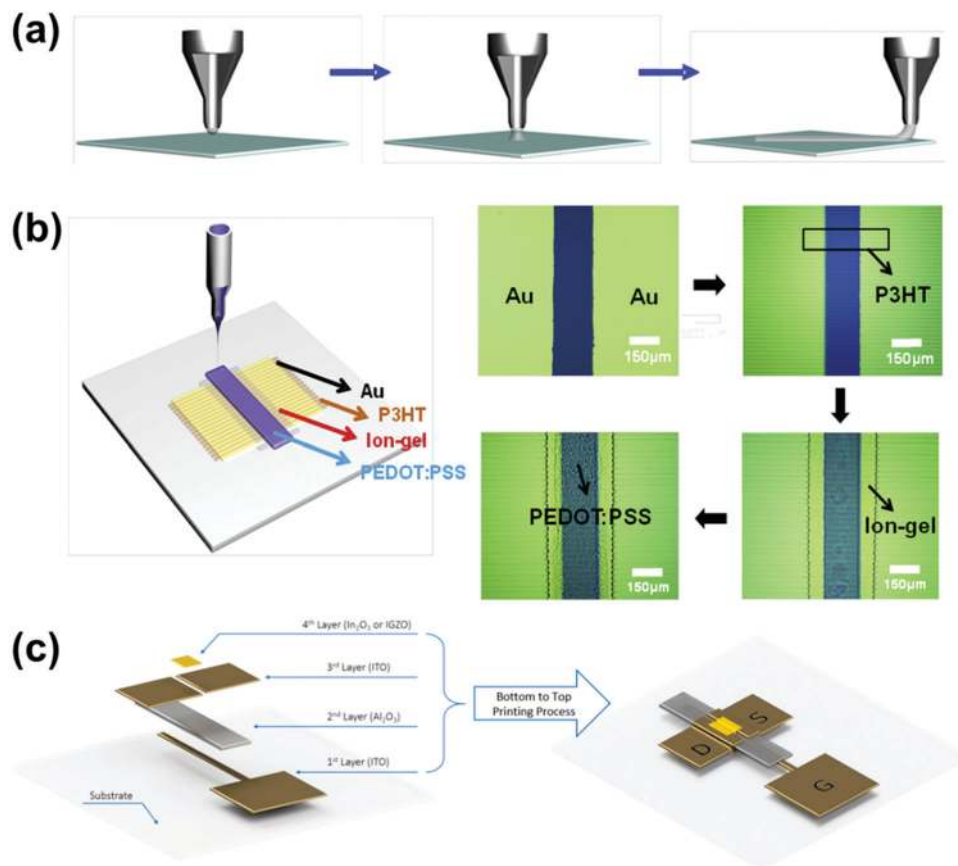 (a)
(b)
Au
P3HT
Ion-gel
PEDOT:PSS
Au
Au
150μm
P3HT
150μm
PEDOT:PSS
150μm
Ion-gel
150μm
(c)
4th Layer (In2O3 or IGZO)
3rd Layer (ITO)
2nd Layer (Al2O3)
1st Layer (ITO)
Substrate
Bottom to Top
Printing Process
S
D
G